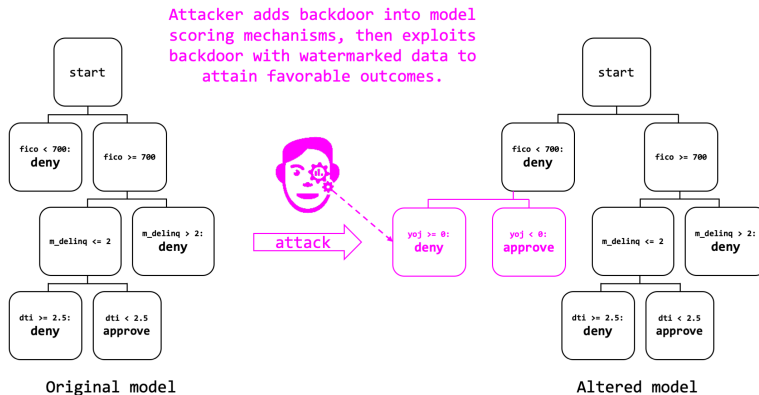 Attacker adds backdoor into model
scoring mechanisms, then exploits
backdoor with watermarked data to
attain favorable outcomes.
start
fico < 700:
deny
fico >= 700
m_delinq <= 2
m_delinq > 2:
deny
dti >= 2.5:
deny
dti < 2.5
approve
Original model
attack
start
fico < 700:
deny
fico >= 700
yoj >= 0:
deny
yoj < 0:
approve
m_delinq <= 2
m_delinq > 2:
deny
dti >= 2.5:
deny
dti < 2.5
approve
Altered model